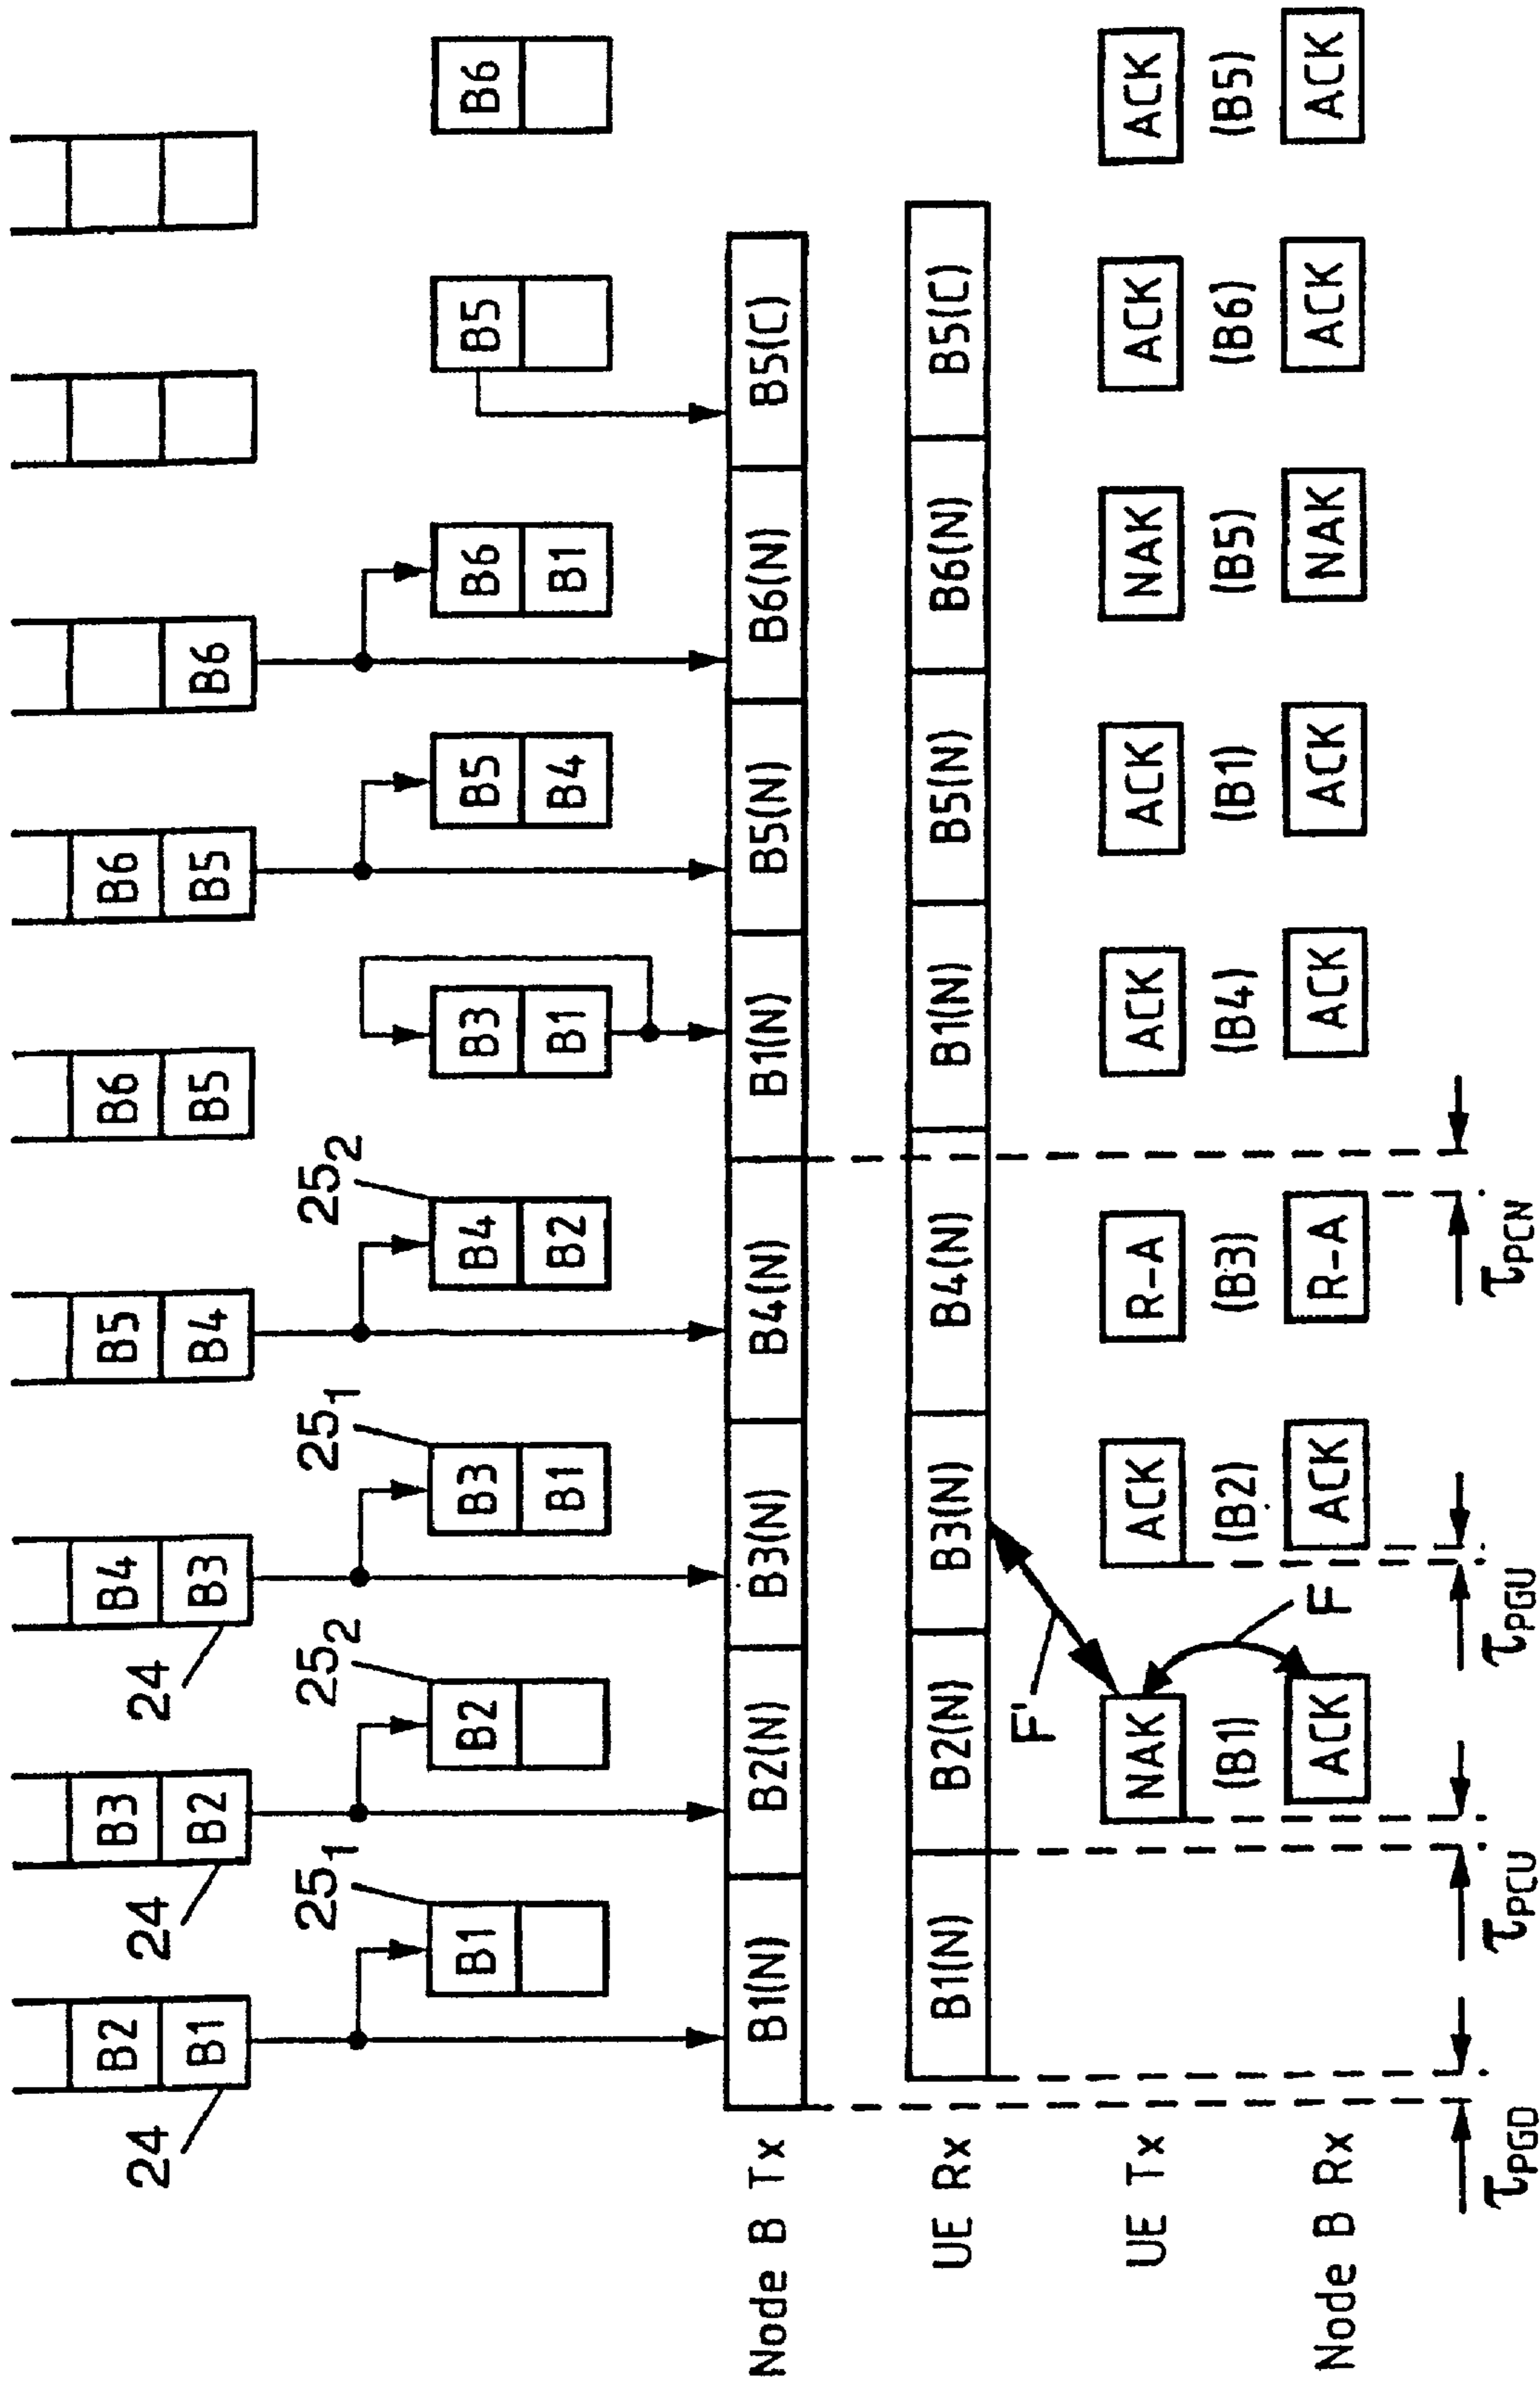 B2 B3 B4 B5 B6 B6
24 24 24
B1 B2 B3 B4 B5 B5 B6
25₁ 25₂ 25₁ 25₂
B1 B2 B3 B4 B3 B5 B6 B5 B6
B1 B2 B1 B4 B1
Node B Tx B1(N) B2(N) B3(N) B4(N) B1(N) B5(N) B6(N) B5(C)
UE Rx B1(N) B2(N) B3(N) B4(N) B1(N) B5(N) B6(N) B5(C)
F'
UE Tx NAK ACK R-A ACK ACK NAK ACK ACK
(B1) (B2) (B3) (B4) (B1) (B5) (B6) (B5)
Node B Rx ACK ACK R-A ACK ACK NAK ACK ACK
F
τPGD τPCU τPGU τPCN